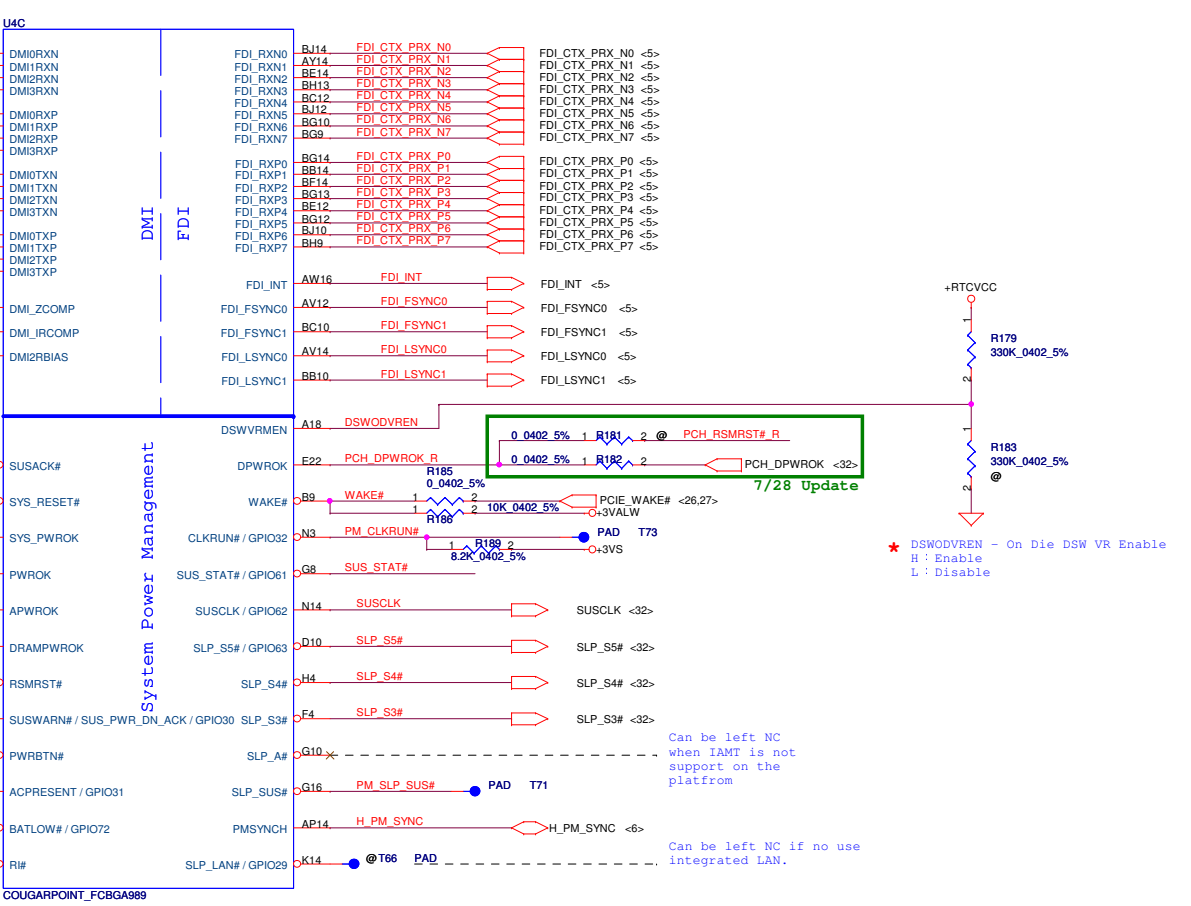 U4C
DMI0RXN
DMI1RXN
DMI2RXN
DMI3RXN
DMI0RXP
DMI1RXP
DMI2RXP
DMI3RXP
DMI0TXN
DMI1TXN
DMI2TXN
DMI3TXN
DMI0TXP
DMI1TXP
DMI2TXP
DMI3TXP
DMI_ZCOMP
DMI_IRCOMP
DMI2RBIAS
DMI
FDI
FDI_RXN0 BJ14 FDI_CTX_PRX_N0 FDI_CTX_PRX_N0 <5>
FDI_RXN1 AY14 FDI_CTX_PRX_N1 FDI_CTX_PRX_N1 <5>
FDI_RXN2 BE14 FDI_CTX_PRX_N2 FDI_CTX_PRX_N2 <5>
FDI_RXN3 BH13 FDI_CTX_PRX_N3 FDI_CTX_PRX_N3 <5>
FDI_RXN4 BC12 FDI_CTX_PRX_N4 FDI_CTX_PRX_N4 <5>
FDI_RXN5 BJ12 FDI_CTX_PRX_N5 FDI_CTX_PRX_N5 <5>
FDI_RXN6 BG10 FDI_CTX_PRX_N6 FDI_CTX_PRX_N6 <5>
FDI_RXN7 BG9 FDI_CTX_PRX_N7 FDI_CTX_PRX_N7 <5>
FDI_RXP0 BG14 FDI_CTX_PRX_P0 FDI_CTX_PRX_P0 <5>
FDI_RXP1 BB14 FDI_CTX_PRX_P1 FDI_CTX_PRX_P1 <5>
FDI_RXP2 BF14 FDI_CTX_PRX_P2 FDI_CTX_PRX_P2 <5>
FDI_RXP3 BG13 FDI_CTX_PRX_P3 FDI_CTX_PRX_P3 <5>
FDI_RXP4 BE12 FDI_CTX_PRX_P4 FDI_CTX_PRX_P4 <5>
FDI_RXP5 BG12 FDI_CTX_PRX_P5 FDI_CTX_PRX_P5 <5>
FDI_RXP6 BJ10 FDI_CTX_PRX_P6 FDI_CTX_PRX_P6 <5>
FDI_RXP7 BH9 FDI_CTX_PRX_P7 FDI_CTX_PRX_P7 <5>
FDI_INT AW16 FDI_INT FDI_INT <5>
FDI_FSYNC0 AV12 FDI_FSYNC0 FDI_FSYNC0 <5>
FDI_FSYNC1 BC10 FDI_FSYNC1 FDI_FSYNC1 <5>
FDI_LSYNC0 AV14 FDI_LSYNC0 FDI_LSYNC0 <5>
FDI_LSYNC1 BB10 FDI_LSYNC1 FDI_LSYNC1 <5>
+RTCVCC
1
R179
330K_0402_5%
2
1
R183
330K_0402_5%
@
2
* DSWODVREN - On Die DSW VR Enable
H : Enable
L : Disable
System Power Management
SUSACK#
SYS_RESET#
SYS_PWROK
PWROK
APWROK
DRAMPWROK
RSMRST#
SUSWARN# / SUS_PWR_DN_ACK / GPIO30
PWRBTN#
ACPRESENT / GPIO31
BATLOW# / GPIO72
RI#
DSWVRMEN A18 DSWODVREN
0_0402_5% 1 R181 2 @ PCH_RSMRST#_R
DPWROK E22 PCH_DPWROK_R 0_0402_5% 1 R182 2 PCH_DPWROK <32>
7/28 Update
R185
0_0402_5%
WAKE# B9 WAKE# 1 2 PCIE_WAKE# <26,27>
1 R186 2 10K_0402_5% +3VALW
CLKRUN# / GPIO32 N3 PM_CLKRUN# PAD T73
1 R189 2 +3VS
8.2K_0402_5%
SUS_STAT# / GPIO61 G8 SUS_STAT#
SUSCLK / GPIO62 N14 SUSCLK SUSCLK <32>
SLP_S5# / GPIO63 D10 SLP_S5# SLP_S5# <32>
SLP_S4# H4 SLP_S4# SLP_S4# <32>
SLP_S3# F4 SLP_S3# SLP_S3# <32>
SLP_A# G10
Can be left NC
when IAMT is not
support on the
platfrom
SLP_SUS# G16 PM_SLP_SUS# PAD T71
PMSYNCH AP14 H_PM_SYNC H_PM_SYNC <6>
SLP_LAN# / GPIO29 K14 @ T66 PAD
Can be left NC if no use
integrated LAN.
COUGARPOINT_FCBGA989